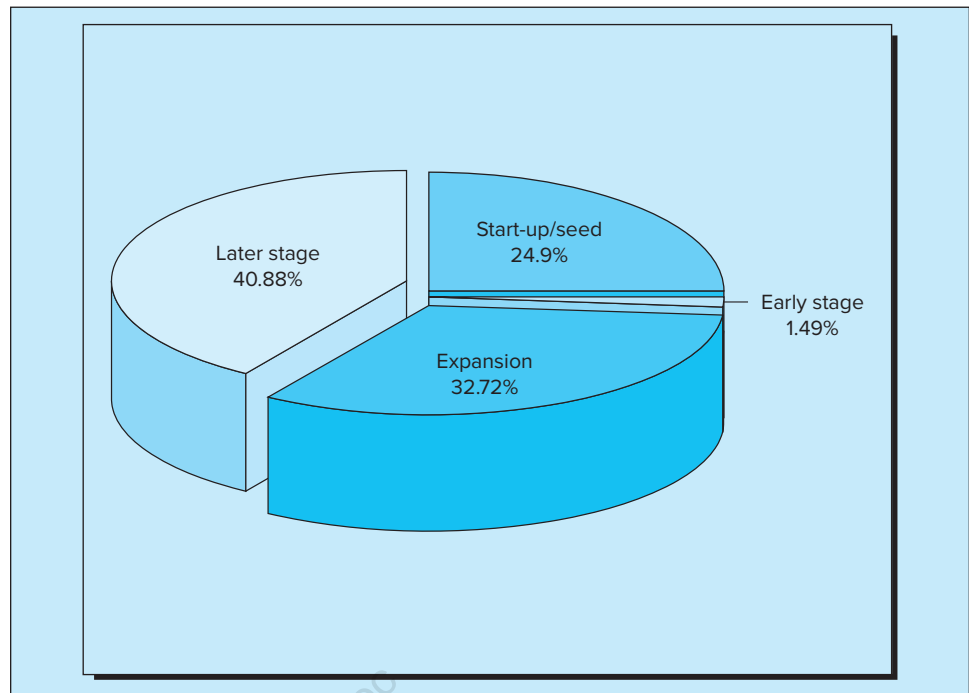 Start-up/seed
24.9%
Later stage
40.88%
Early stage
1.49%
Expansion
32.72%